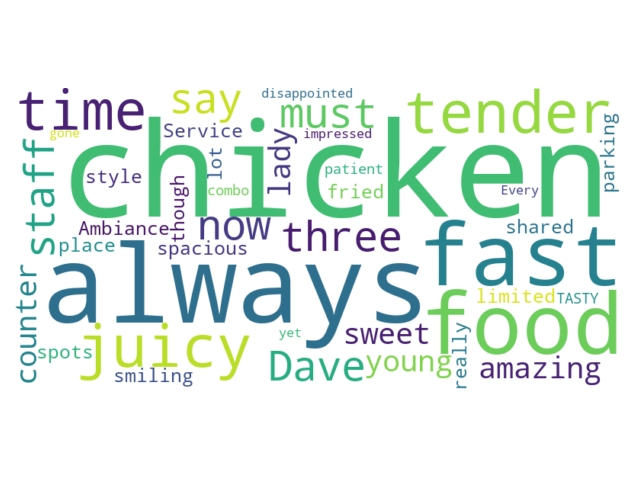 disappointed
time
say
must
tender
gone
Service
impressed
parking
chicken
staff
style
lot
lady
patient
combo
fried
Every
though
Ambiance
now
three
fast
shared
place
spacious
always
counter
limited
TASTY
food
juicy
yet
sweet
really
spots
Dave
young
amazing
smiling